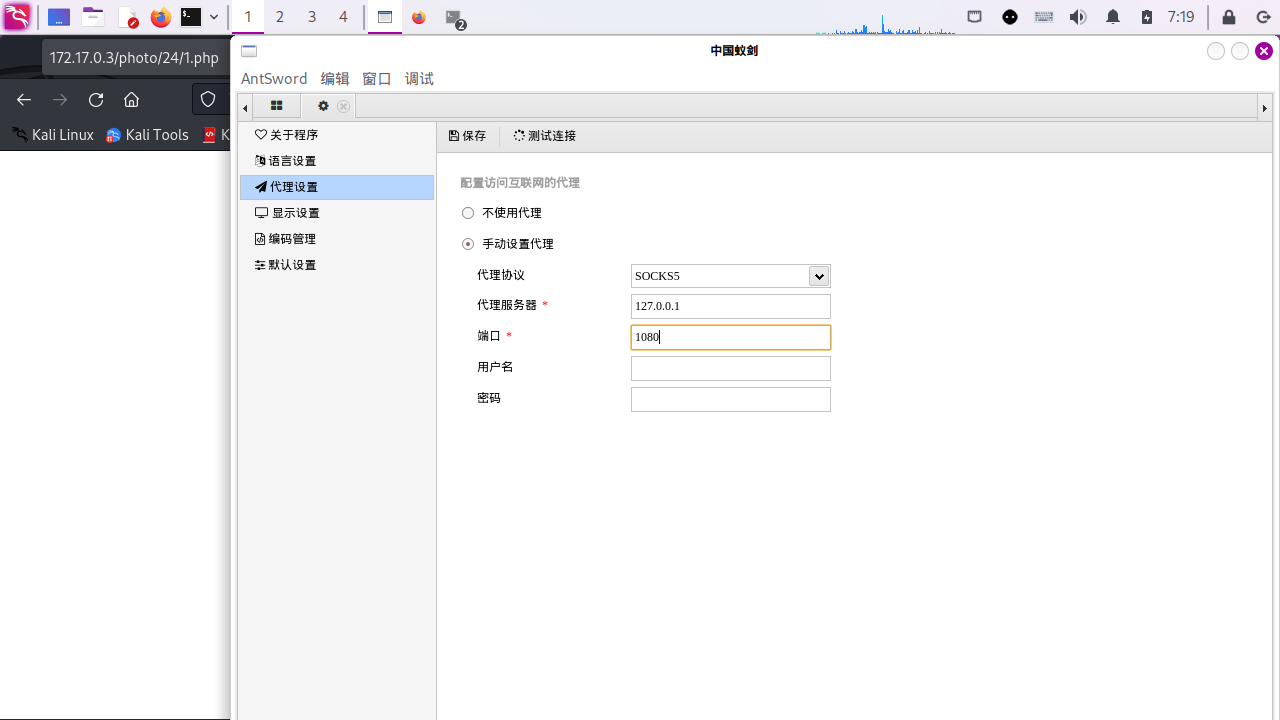 1 2 3 4 2 7:19
172.17.0.3/photo/24/1.php
Kali Linux Kali Tools K
中国蚁剑
AntSword 编辑 窗口 调试
关于程序
语言设置
代理设置
显示设置
编码管理
默认设置
保存 测试连接
配置访问互联网的代理
不使用代理
手动设置代理
代理协议 SOCKS5
代理服务器 * 127.0.0.1
端口 * 1080
用户名
密码